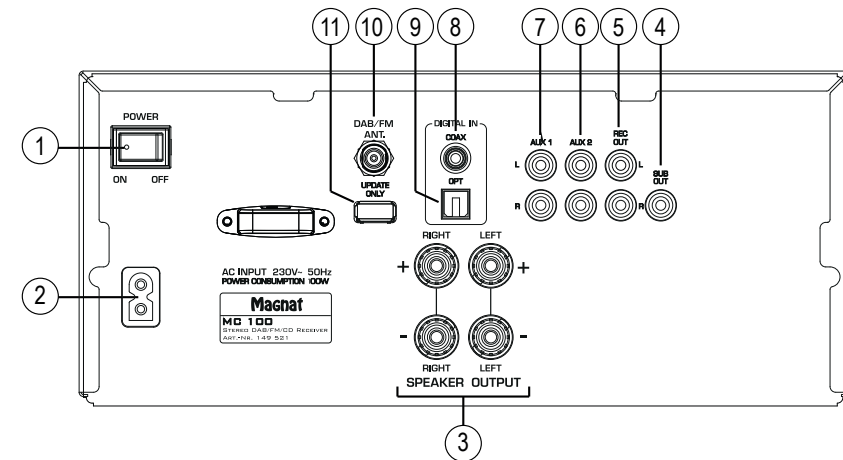 11
10
9
8
7
6
5
4
POWER
ON OFF
1
2
DAB/FM
ANT.
UPDATE
ONLY
DIGITAL IN
COAX
OPT
AUX 1
AUX 2
REC
OUT
SUB
OUT
L
L
R
R
RIGHT LEFT
+ +
- -
RIGHT LEFT
SPEAKER OUTPUT
3
AC INPUT 230V~ 50Hz
POWER CONSUMPTION 100W
Magnat
MC 100
STEREO DAB/FM/CD RECEIVER
ART.-NR. 149 521